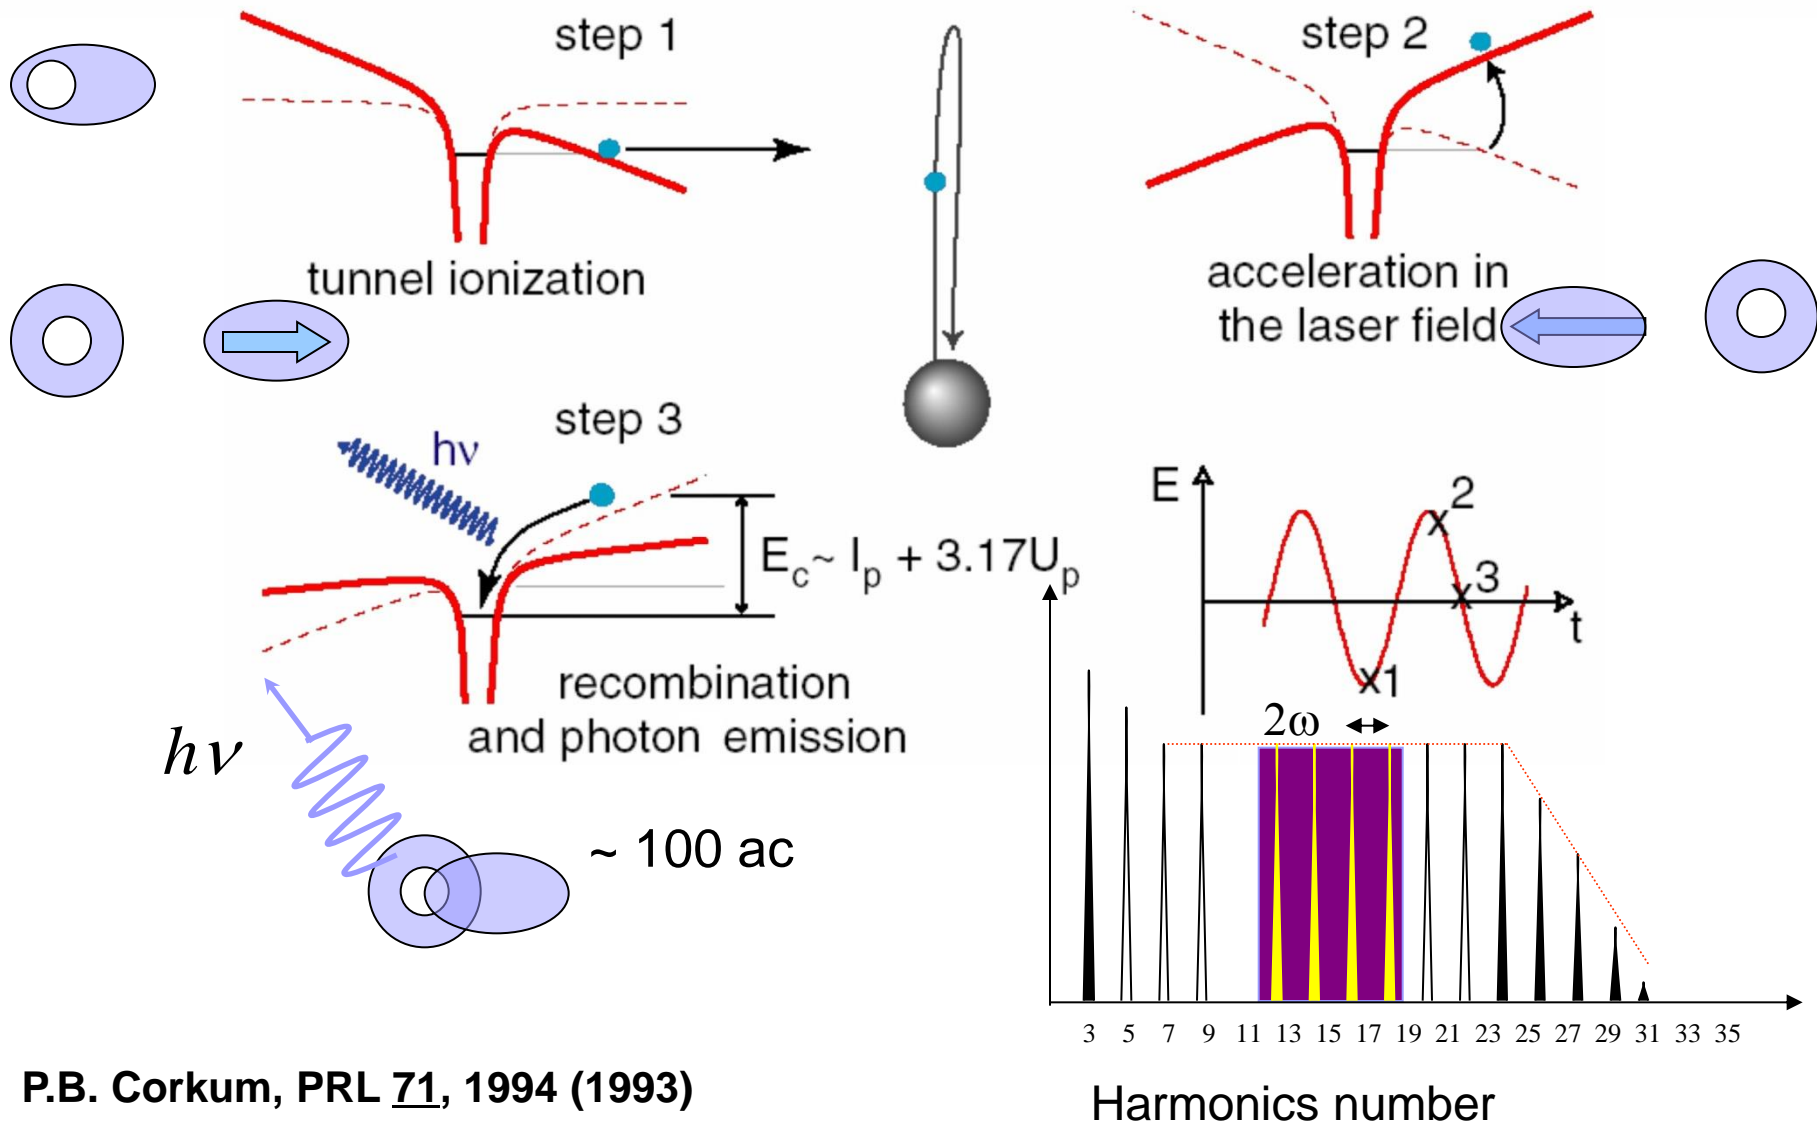 step 1
tunnel ionization
step 2
acceleration in
the laser field
step 3
hν
E_c ~ I_p + 3.17U_p
recombination
and photon emission
hν
~ 100 ac
E
2
3
x1
t
2ω
3 5 7 9 11 13 15 17 19 21 23 25 27 29 31 33 35
Harmonics number
P.B. Corkum, PRL 71, 1994 (1993)